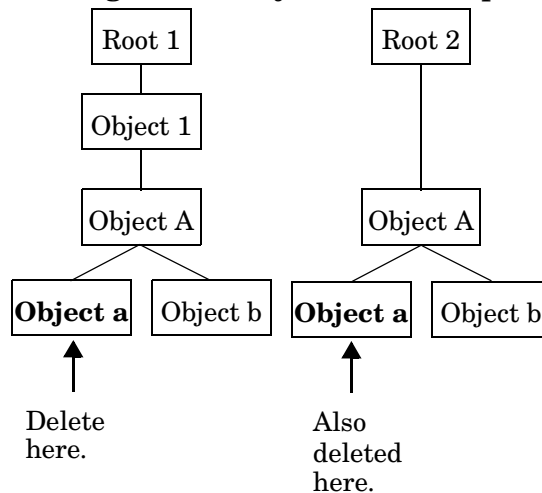 Root 1
Root 2
Object 1
Object A
Object A
Object a
Object b
Object a
Object b
Delete
here.
Also
deleted
here.